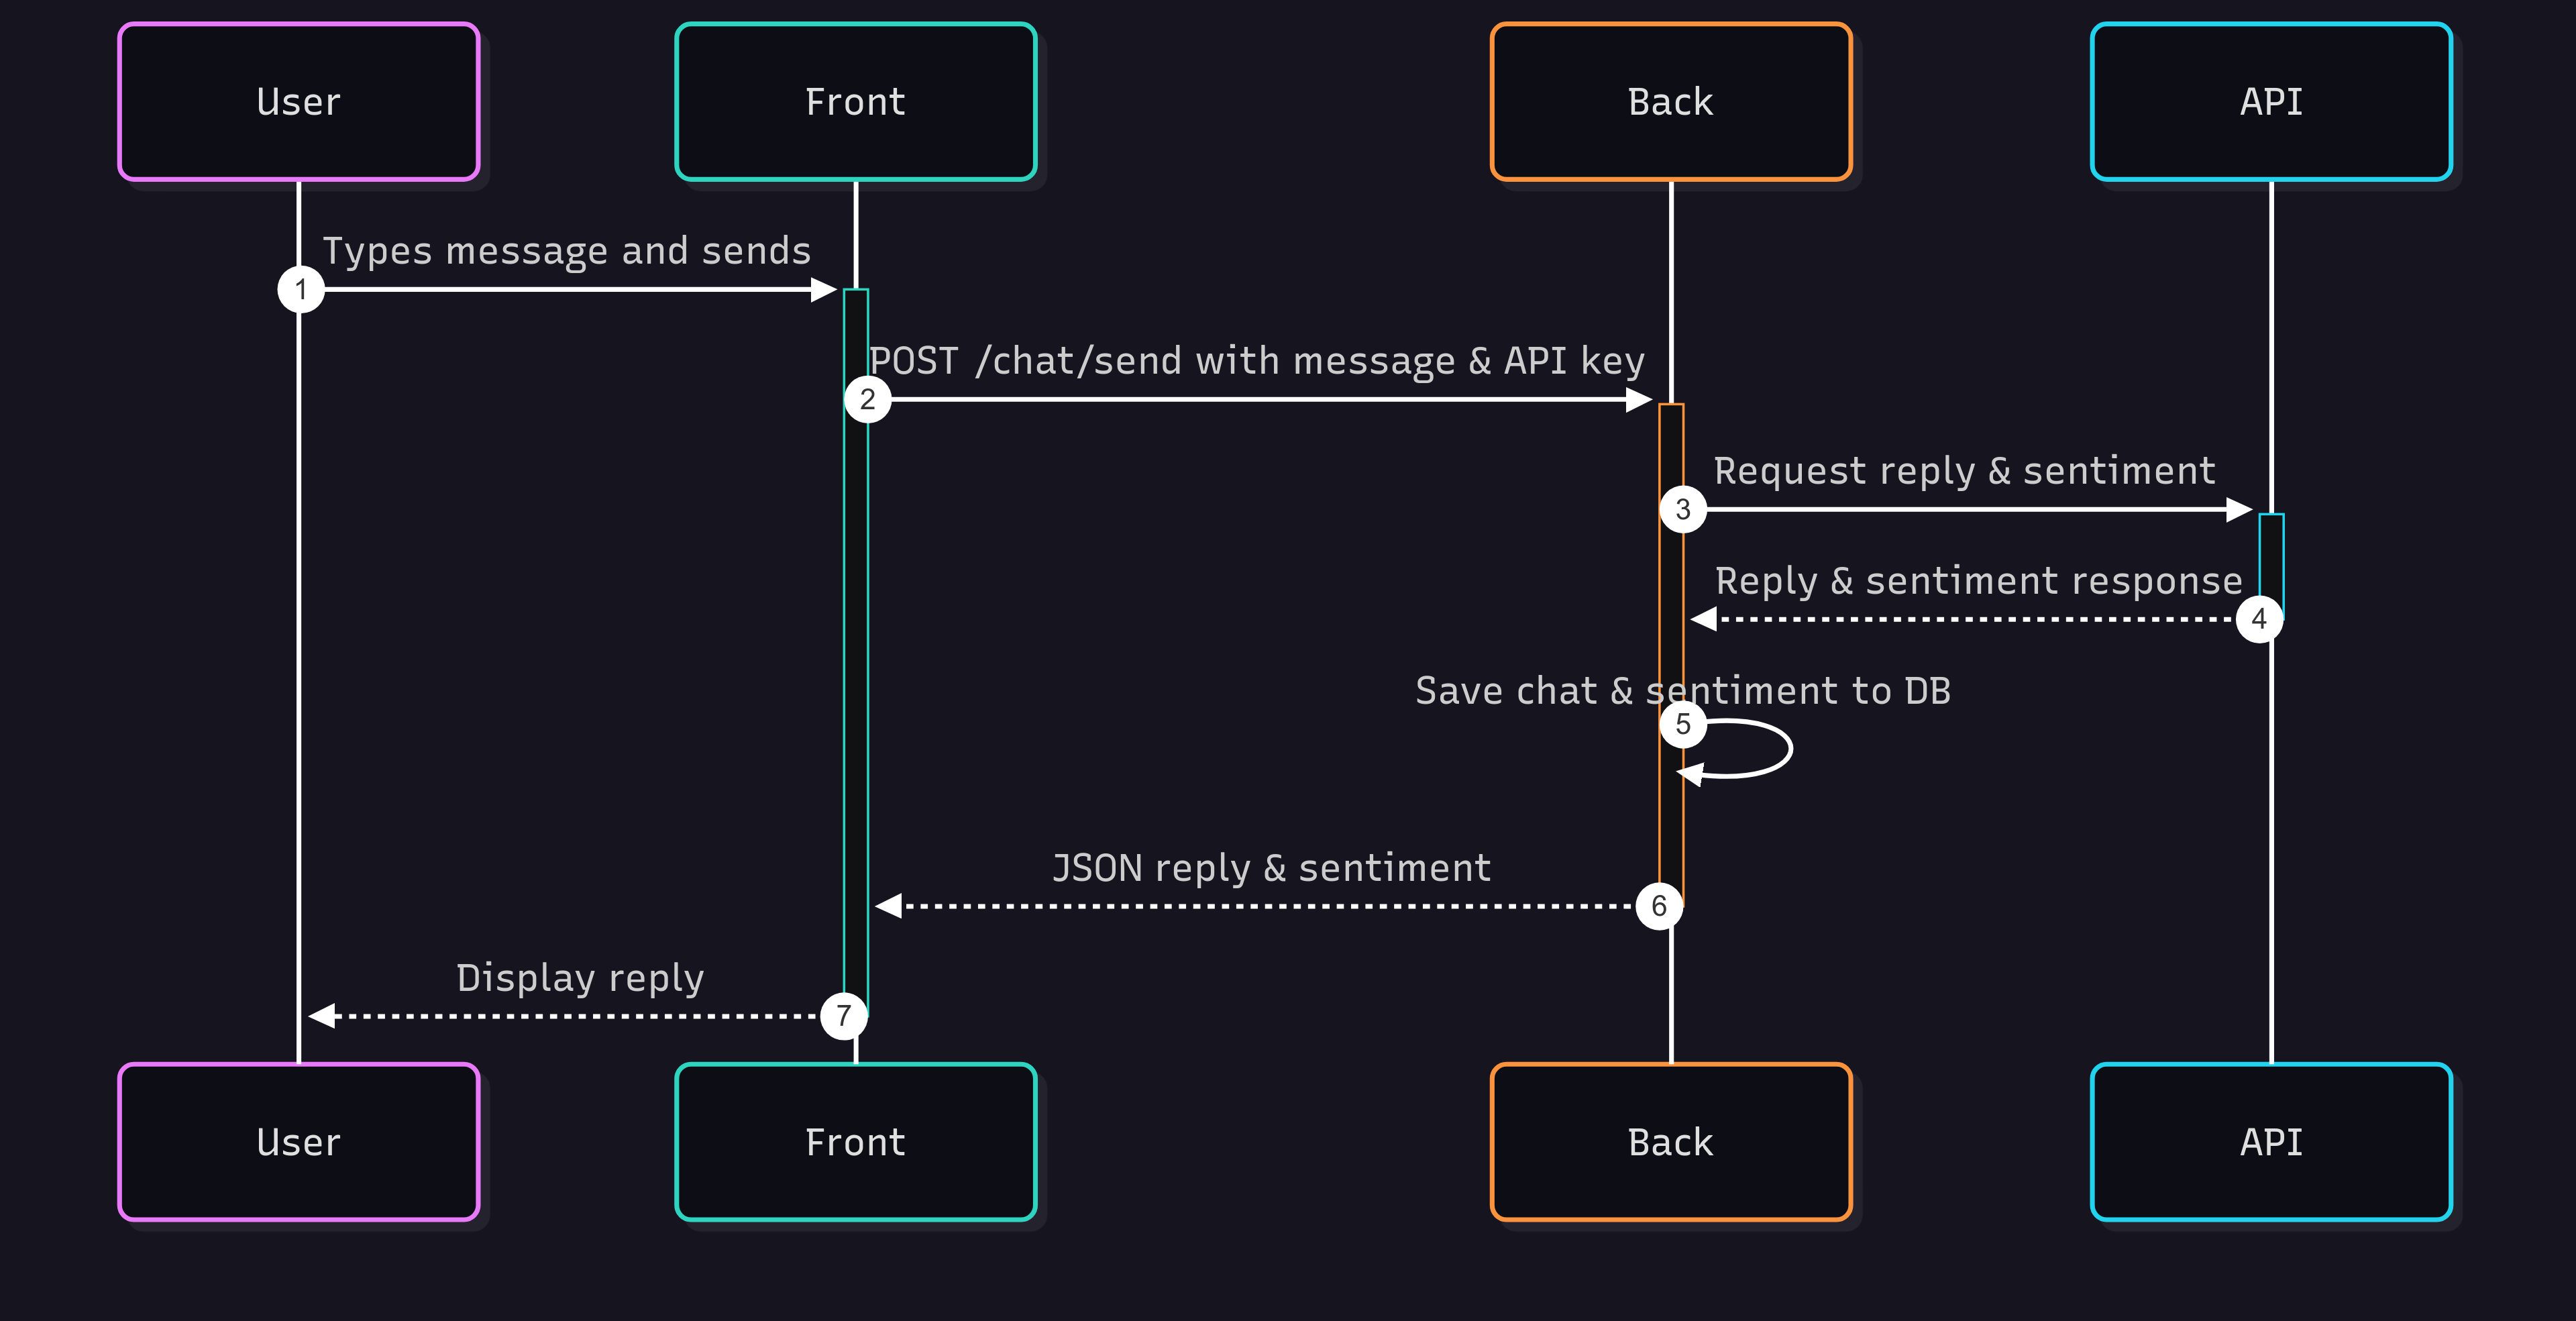 User
Front
Back
API
Types message and sends
1
POST /chat/send with message & API key
2
Request reply & sentiment
3
Reply & sentiment response
4
Save chat & sentiment to DB
5
JSON reply & sentiment
6
Display reply
7
User
Front
Back
API